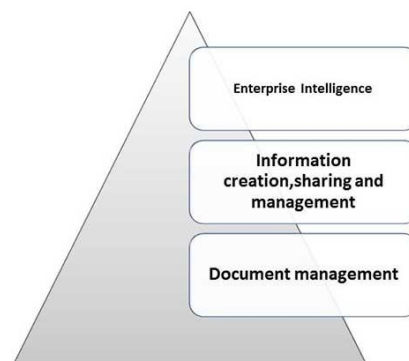 Enterprise Intelligence
Information
creation,sharing and
management
Document management